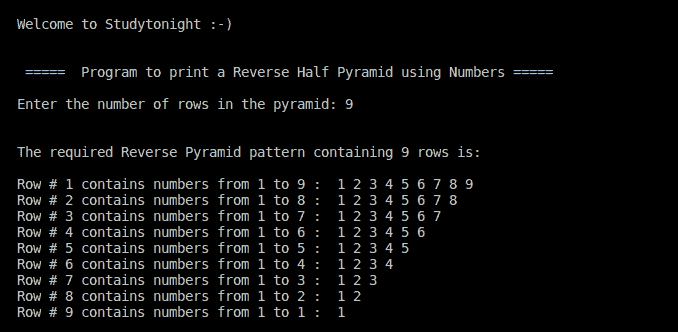 Welcome to Studytonight :-)
===== Program to print a Reverse Half Pyramid using Numbers =====
Enter the number of rows in the pyramid: 9
The required Reverse Pyramid pattern containing 9 rows is:
Row # 1 contains numbers from 1 to 9 : 1 2 3 4 5 6 7 8 9
Row # 2 contains numbers from 1 to 8 : 1 2 3 4 5 6 7 8
Row # 3 contains numbers from 1 to 7 : 1 2 3 4 5 6 7
Row # 4 contains numbers from 1 to 6 : 1 2 3 4 5 6
Row # 5 contains numbers from 1 to 5 : 1 2 3 4 5
Row # 6 contains numbers from 1 to 4 : 1 2 3 4
Row # 7 contains numbers from 1 to 3 : 1 2 3
Row # 8 contains numbers from 1 to 2 : 1 2
Row # 9 contains numbers from 1 to 1 : 1